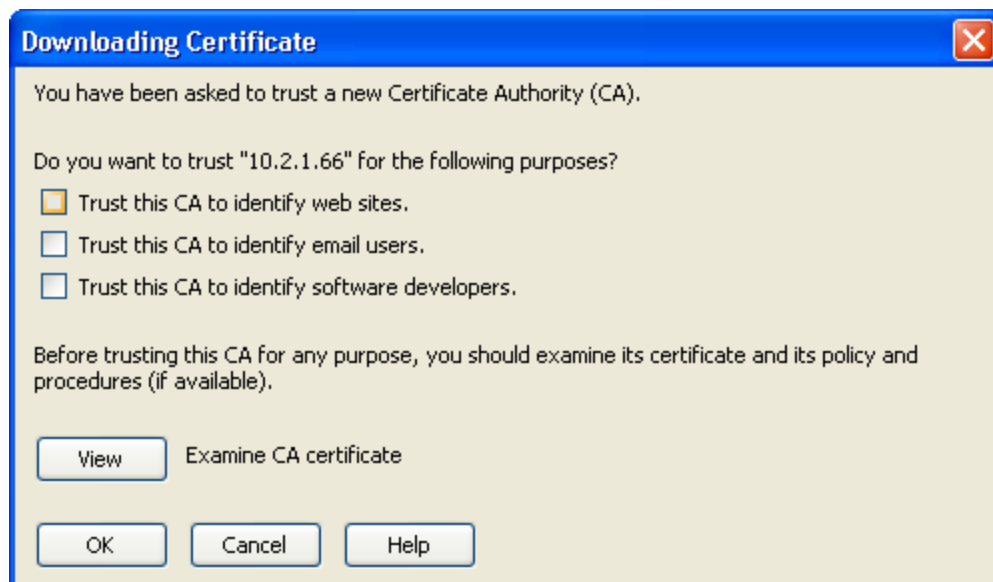 Downloading Certificate
You have been asked to trust a new Certificate Authority (CA).
Do you want to trust "10.2.1.66" for the following purposes?
Trust this CA to identify web sites.
Trust this CA to identify email users.
Trust this CA to identify software developers.
Before trusting this CA for any purpose, you should examine its certificate and its policy and
procedures (if available).
View Examine CA certificate
OK Cancel Help